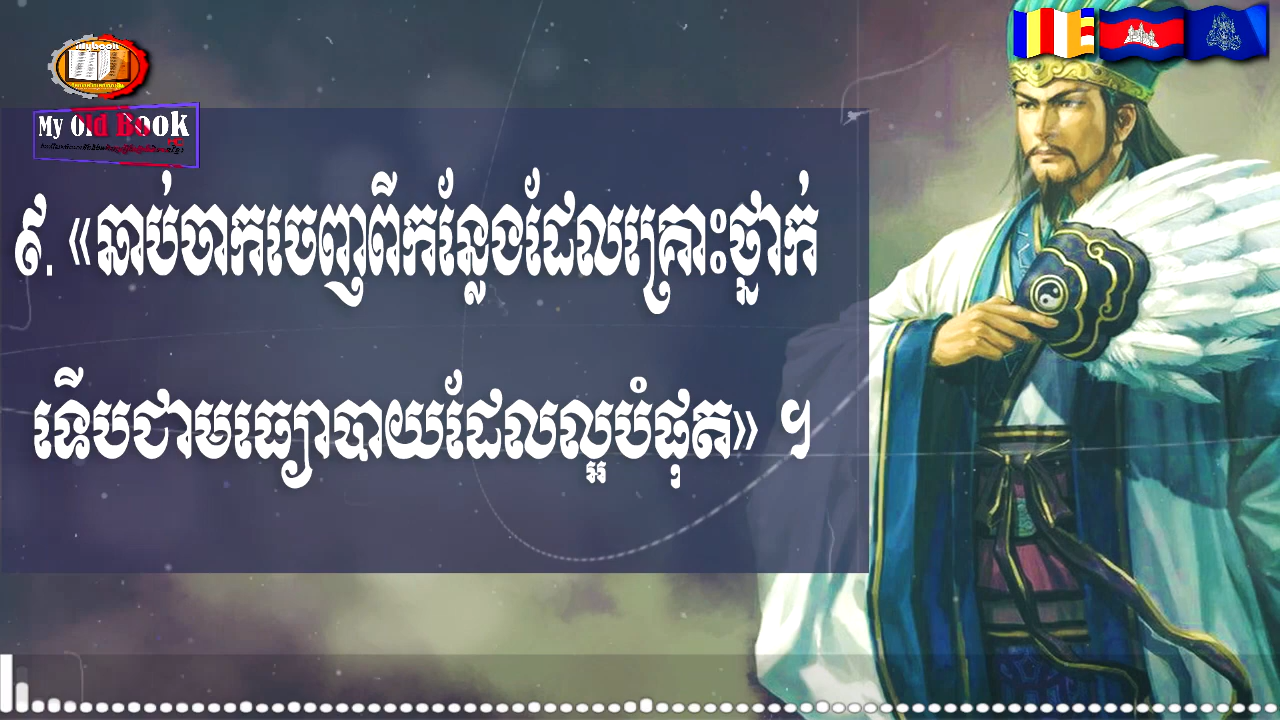 Mybook
My Old Book
៩. «ឆាប់ចាកចេញពីកន្លែងដែលគ្រោះថ្នាក់
ទើបជាមធ្យោបាយដែលល្អបំផុត» ។